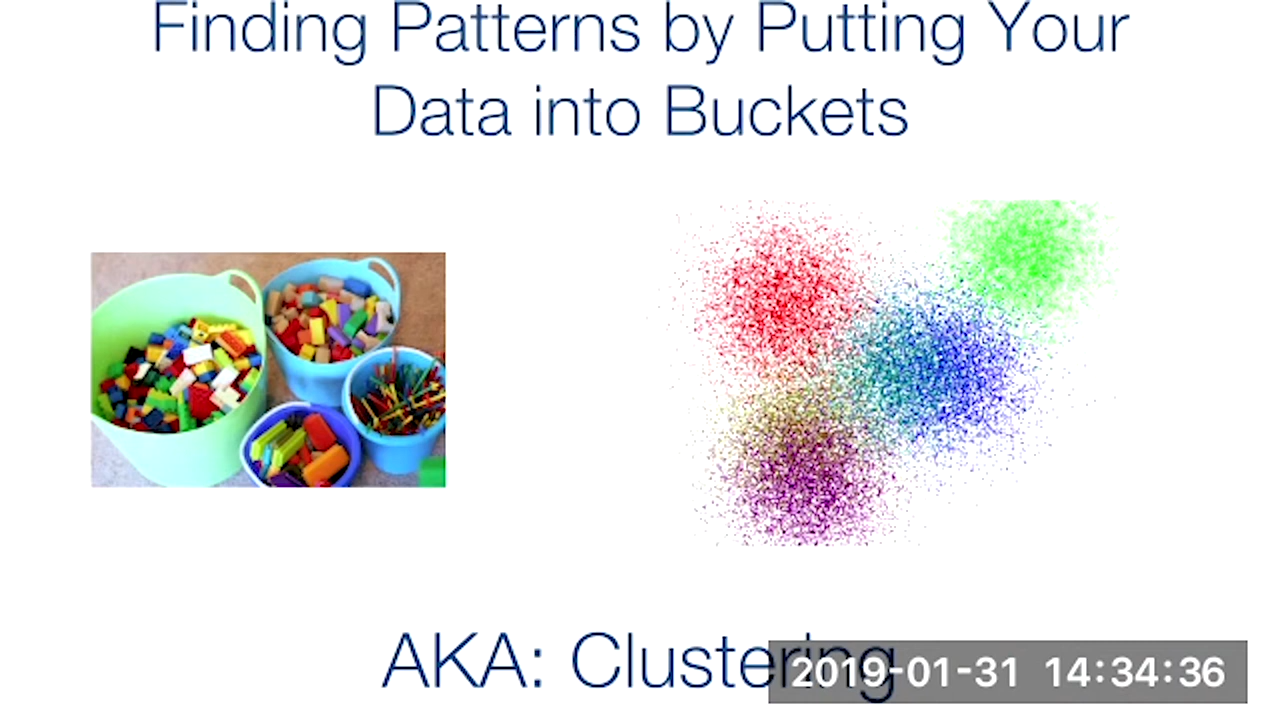 Finding Patterns by Putting Your
Data into Buckets
AKA: Clustering
2019-01-31 14:34:36